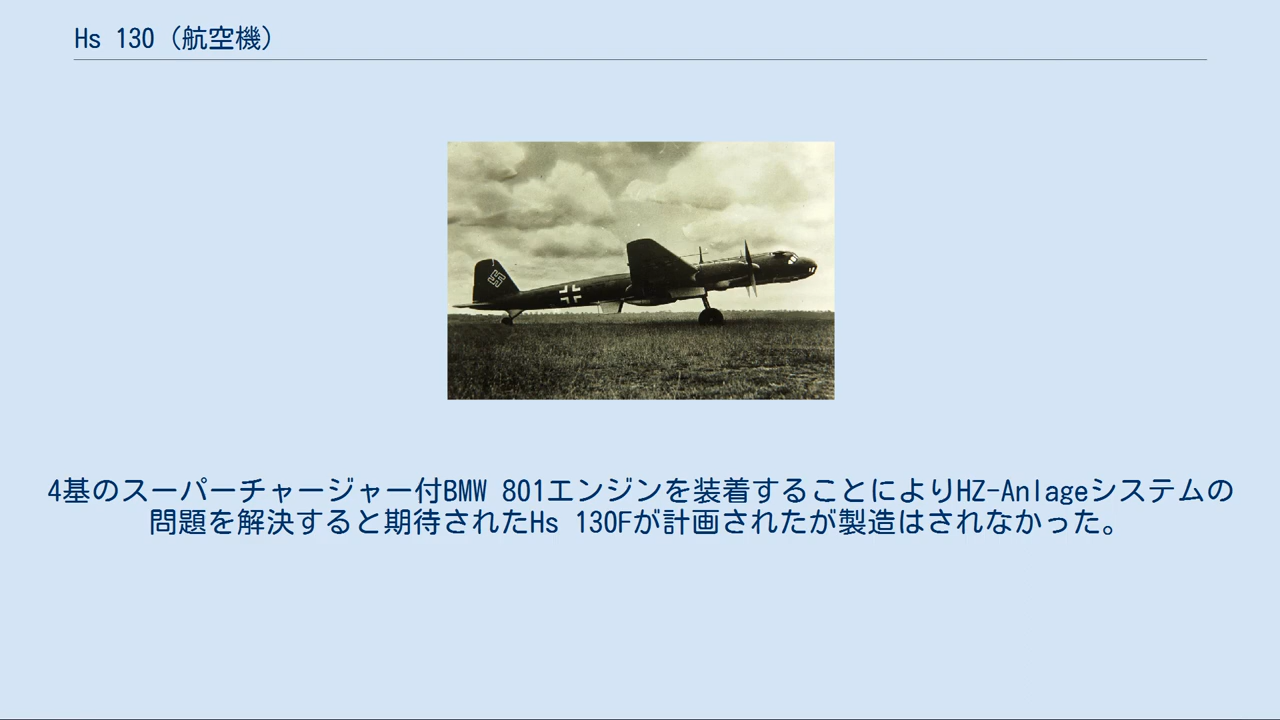 Hs 130（航空機）
4基のスーパーチャージャー付BMW 801エンジンを装着することによりHZ-Anlageシステムの
問題を解決すると期待されたHs 130Fが計画されたが製造はされなかった。